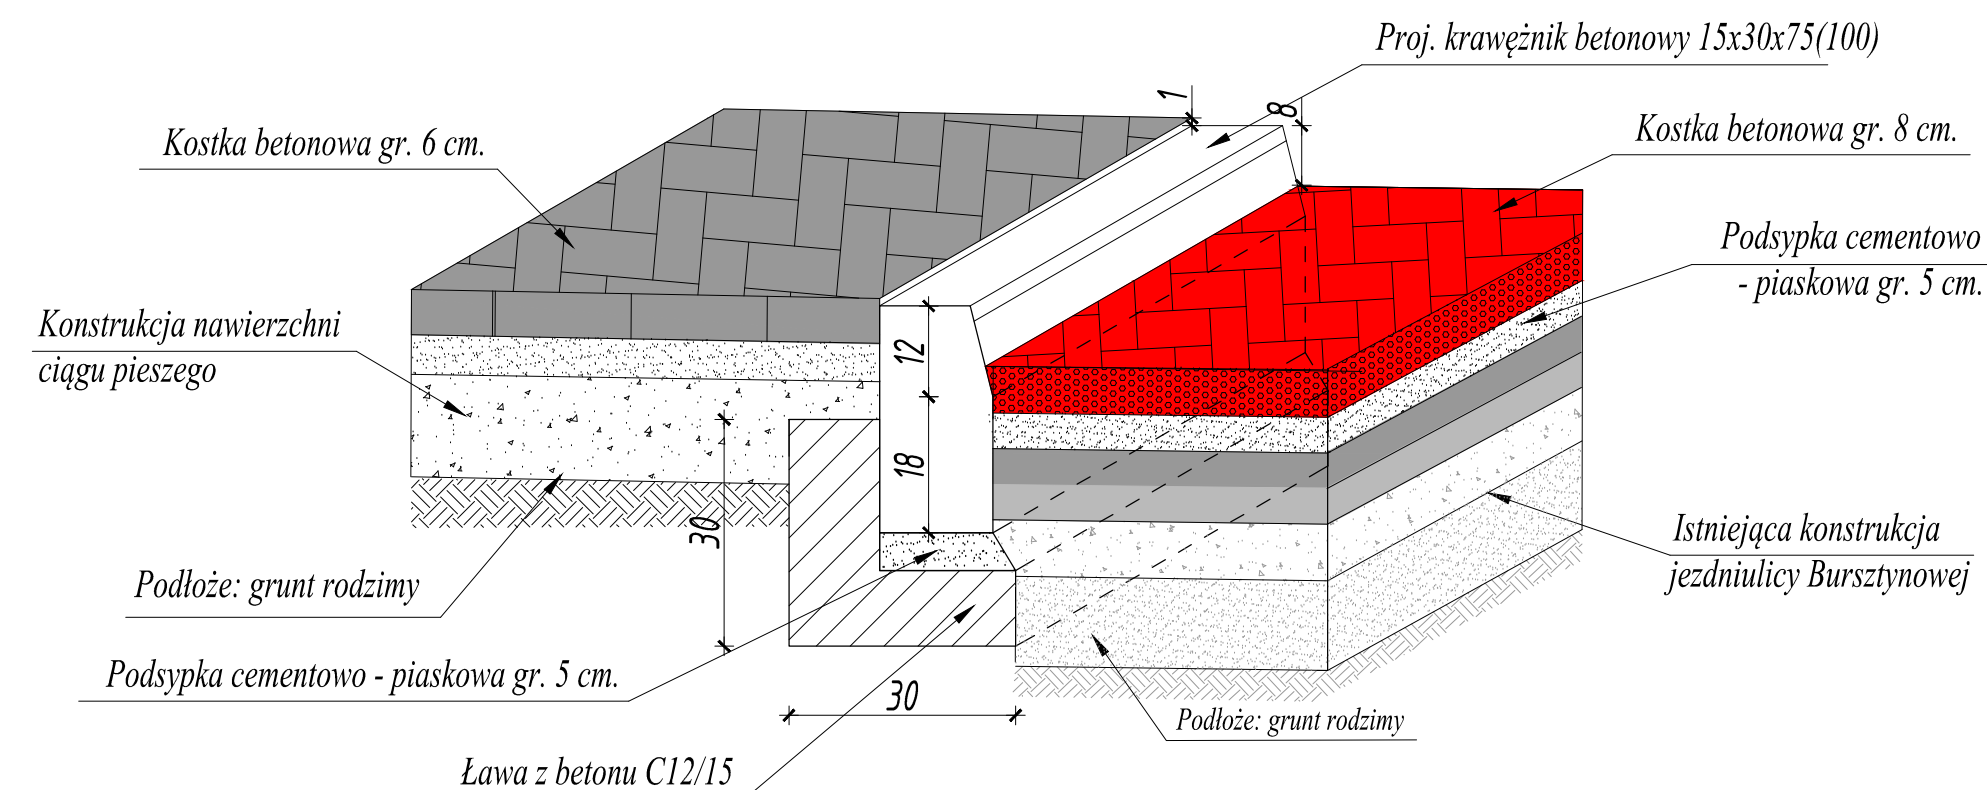 Proj. krawężnik betonowy 15x30x75(100)
1
8
Kostka betonowa gr. 6 cm.
Kostka betonowa gr. 8 cm.
Podsypka cementowo
- piaskowa gr. 5 cm.
Konstrukcja nawierzchni
ciągu pieszego
12
18
30
Istniejąca konstrukcja
jezdniulicy Bursztynowej
Podłoże: grunt rodzimy
Podsypka cementowo - piaskowa gr. 5 cm.
30
Podłoże: grunt rodzimy
Ława z betonu C12/15